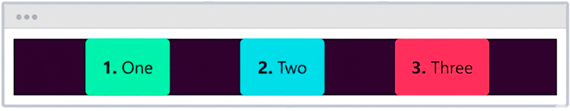 1. One
2. Two
3. Three